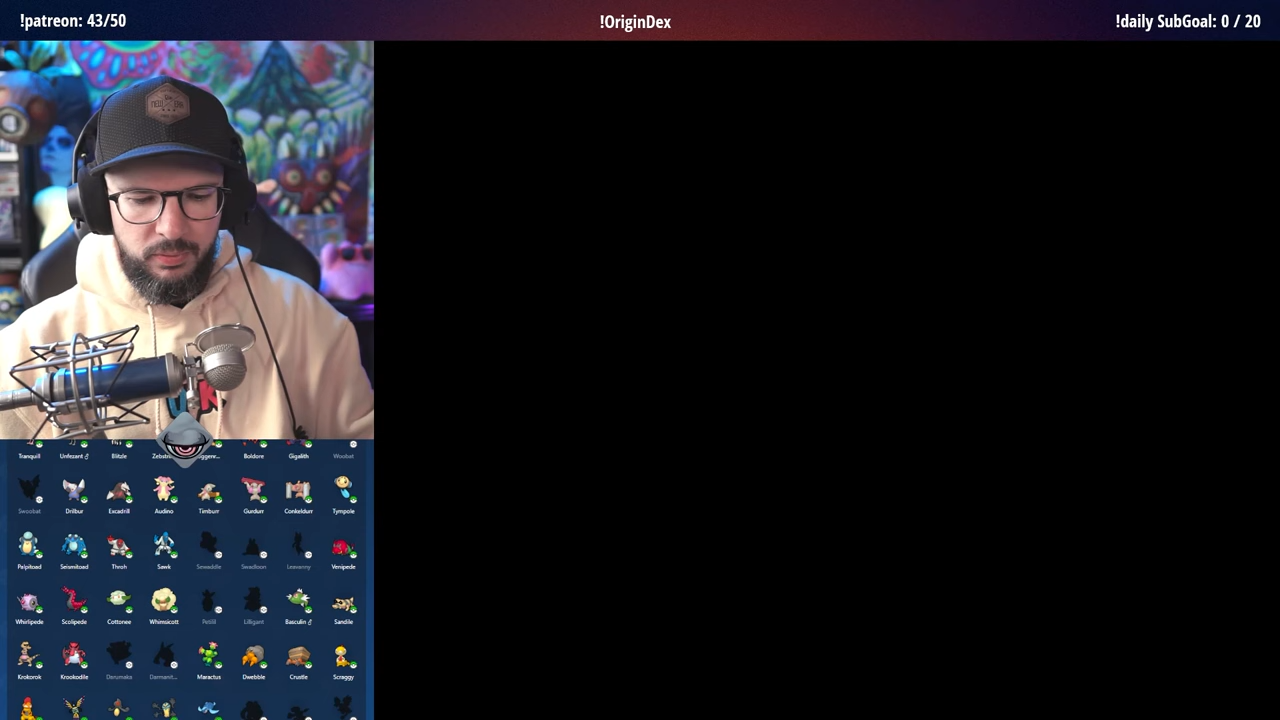 !patreon: 43/50
!OriginDex
!daily SubGoal: 0 / 20
Tranquill Unfezant♂ Blitzle Boldore Gigalith Woobat
Swoobat Drilbur Excadrill Audino Timburr Gurdurr Conkeldurr Tympole
Palpitoad Seismitoad Throh Sawk Sewaddle Swadloon Leavanny Venipede
Whirlipede Scolipede Cottonee Whimsicott Petilil Lilligant Basculin♂ Sandile
Krokorok Krookodile Darumaka Darmanit... Maractus Dwebble Crustle Scraggy